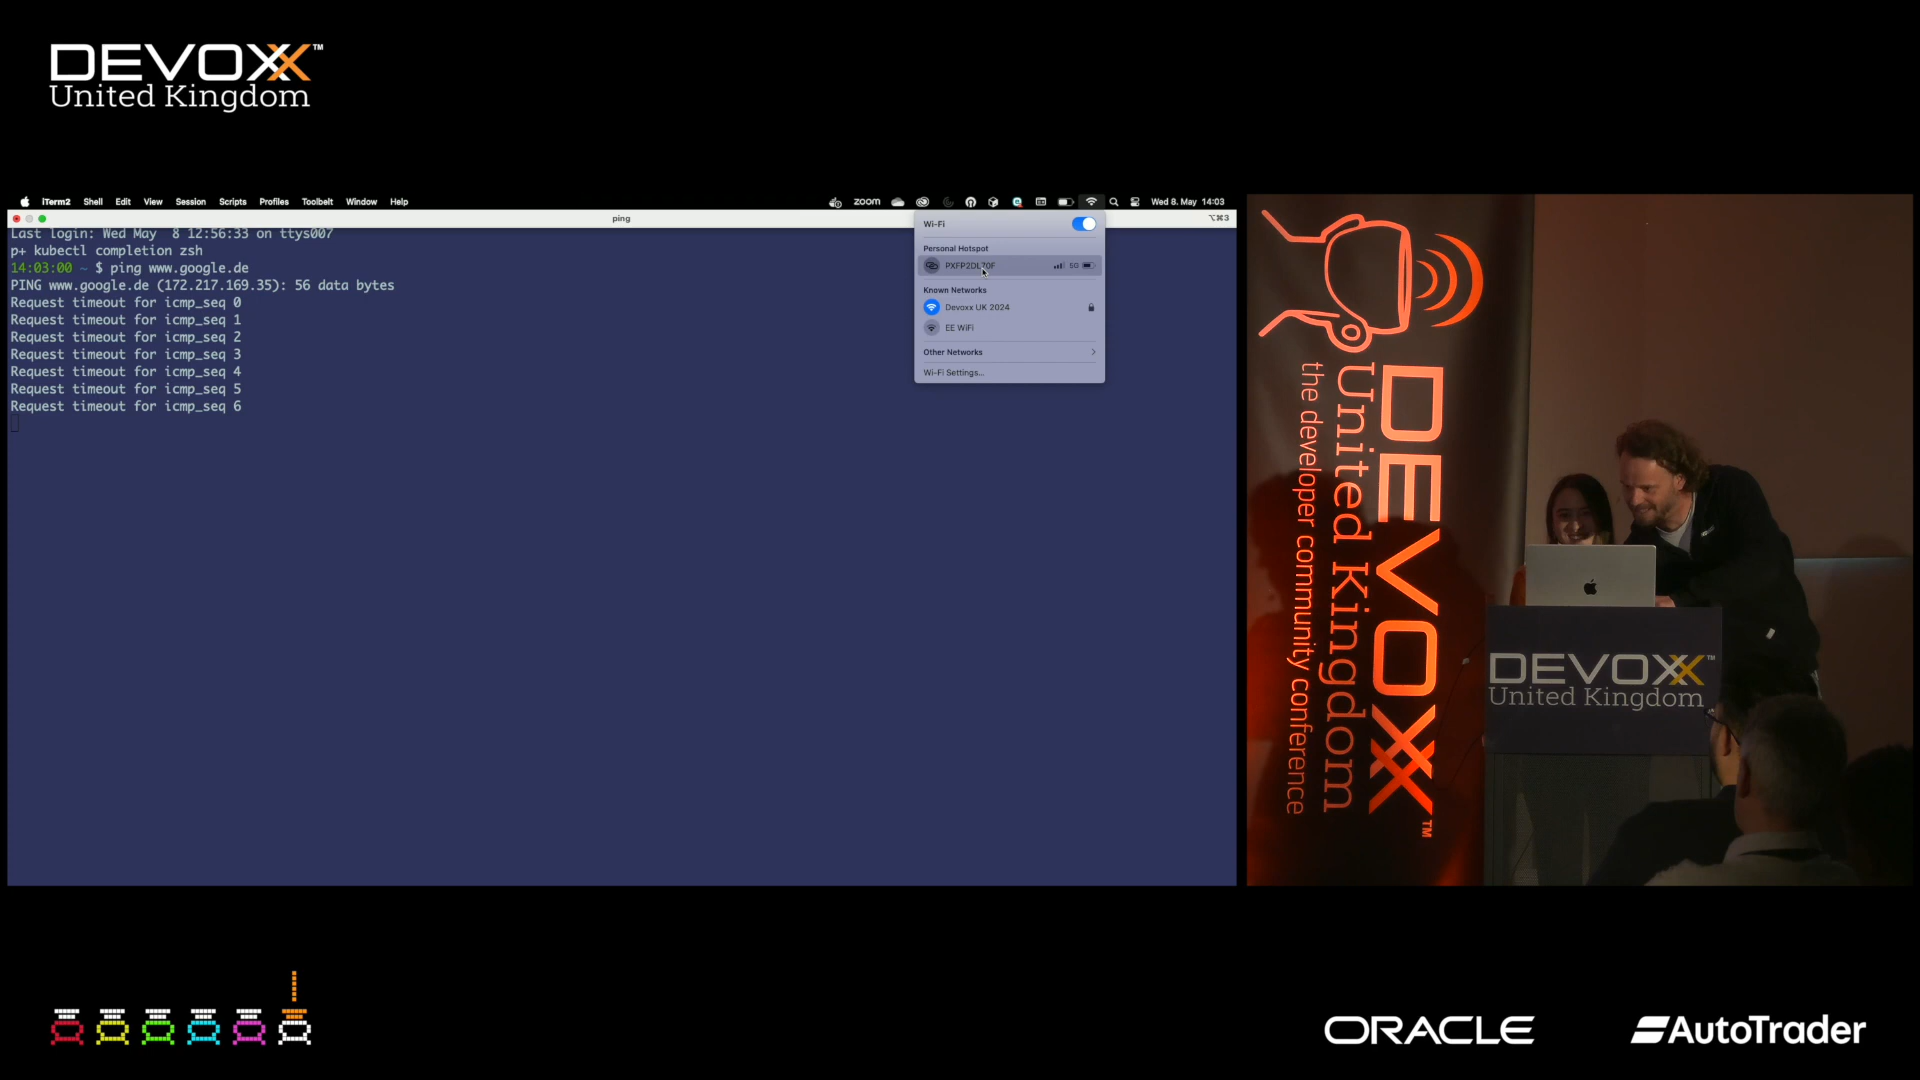 DEVOXX™
United Kingdom
iTerm2 Shell Edit View Session Scripts Profiles Toolbelt Window Help
zoom
Wed 8. May 14:03
ping
⌥⌘3
Last login: Wed May  8 12:56:33 on ttys007
p+ kubectl completion zsh
14:03:00 ~ $ ping www.google.de
PING www.google.de (172.217.169.35): 56 data bytes
Request timeout for icmp_seq 0
Request timeout for icmp_seq 1
Request timeout for icmp_seq 2
Request timeout for icmp_seq 3
Request timeout for icmp_seq 4
Request timeout for icmp_seq 5
Request timeout for icmp_seq 6
Wi-Fi
Personal Hotspot
PXFP2DL70F
5G
Known Networks
Devoxx UK 2024
EE WiFi
Other Networks
Wi-Fi Settings...
DEVOXX™
United Kingdom
the developer community conference
DEVOXX™
United Kingdom
ORACLE
AutoTrader